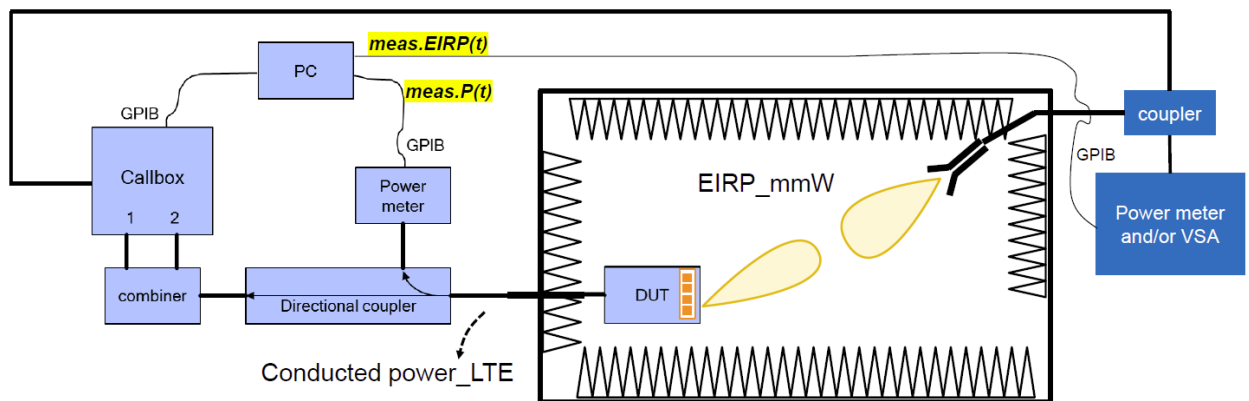 meas.EIRP(t)
PC
meas.P(t)
GPIB
coupler
GPIB
GPIB
Callbox
Power
meter
EIRP_mmW
Power meter
and/or VSA
1 2
combiner
Directional coupler
DUT
Conducted power_LTE